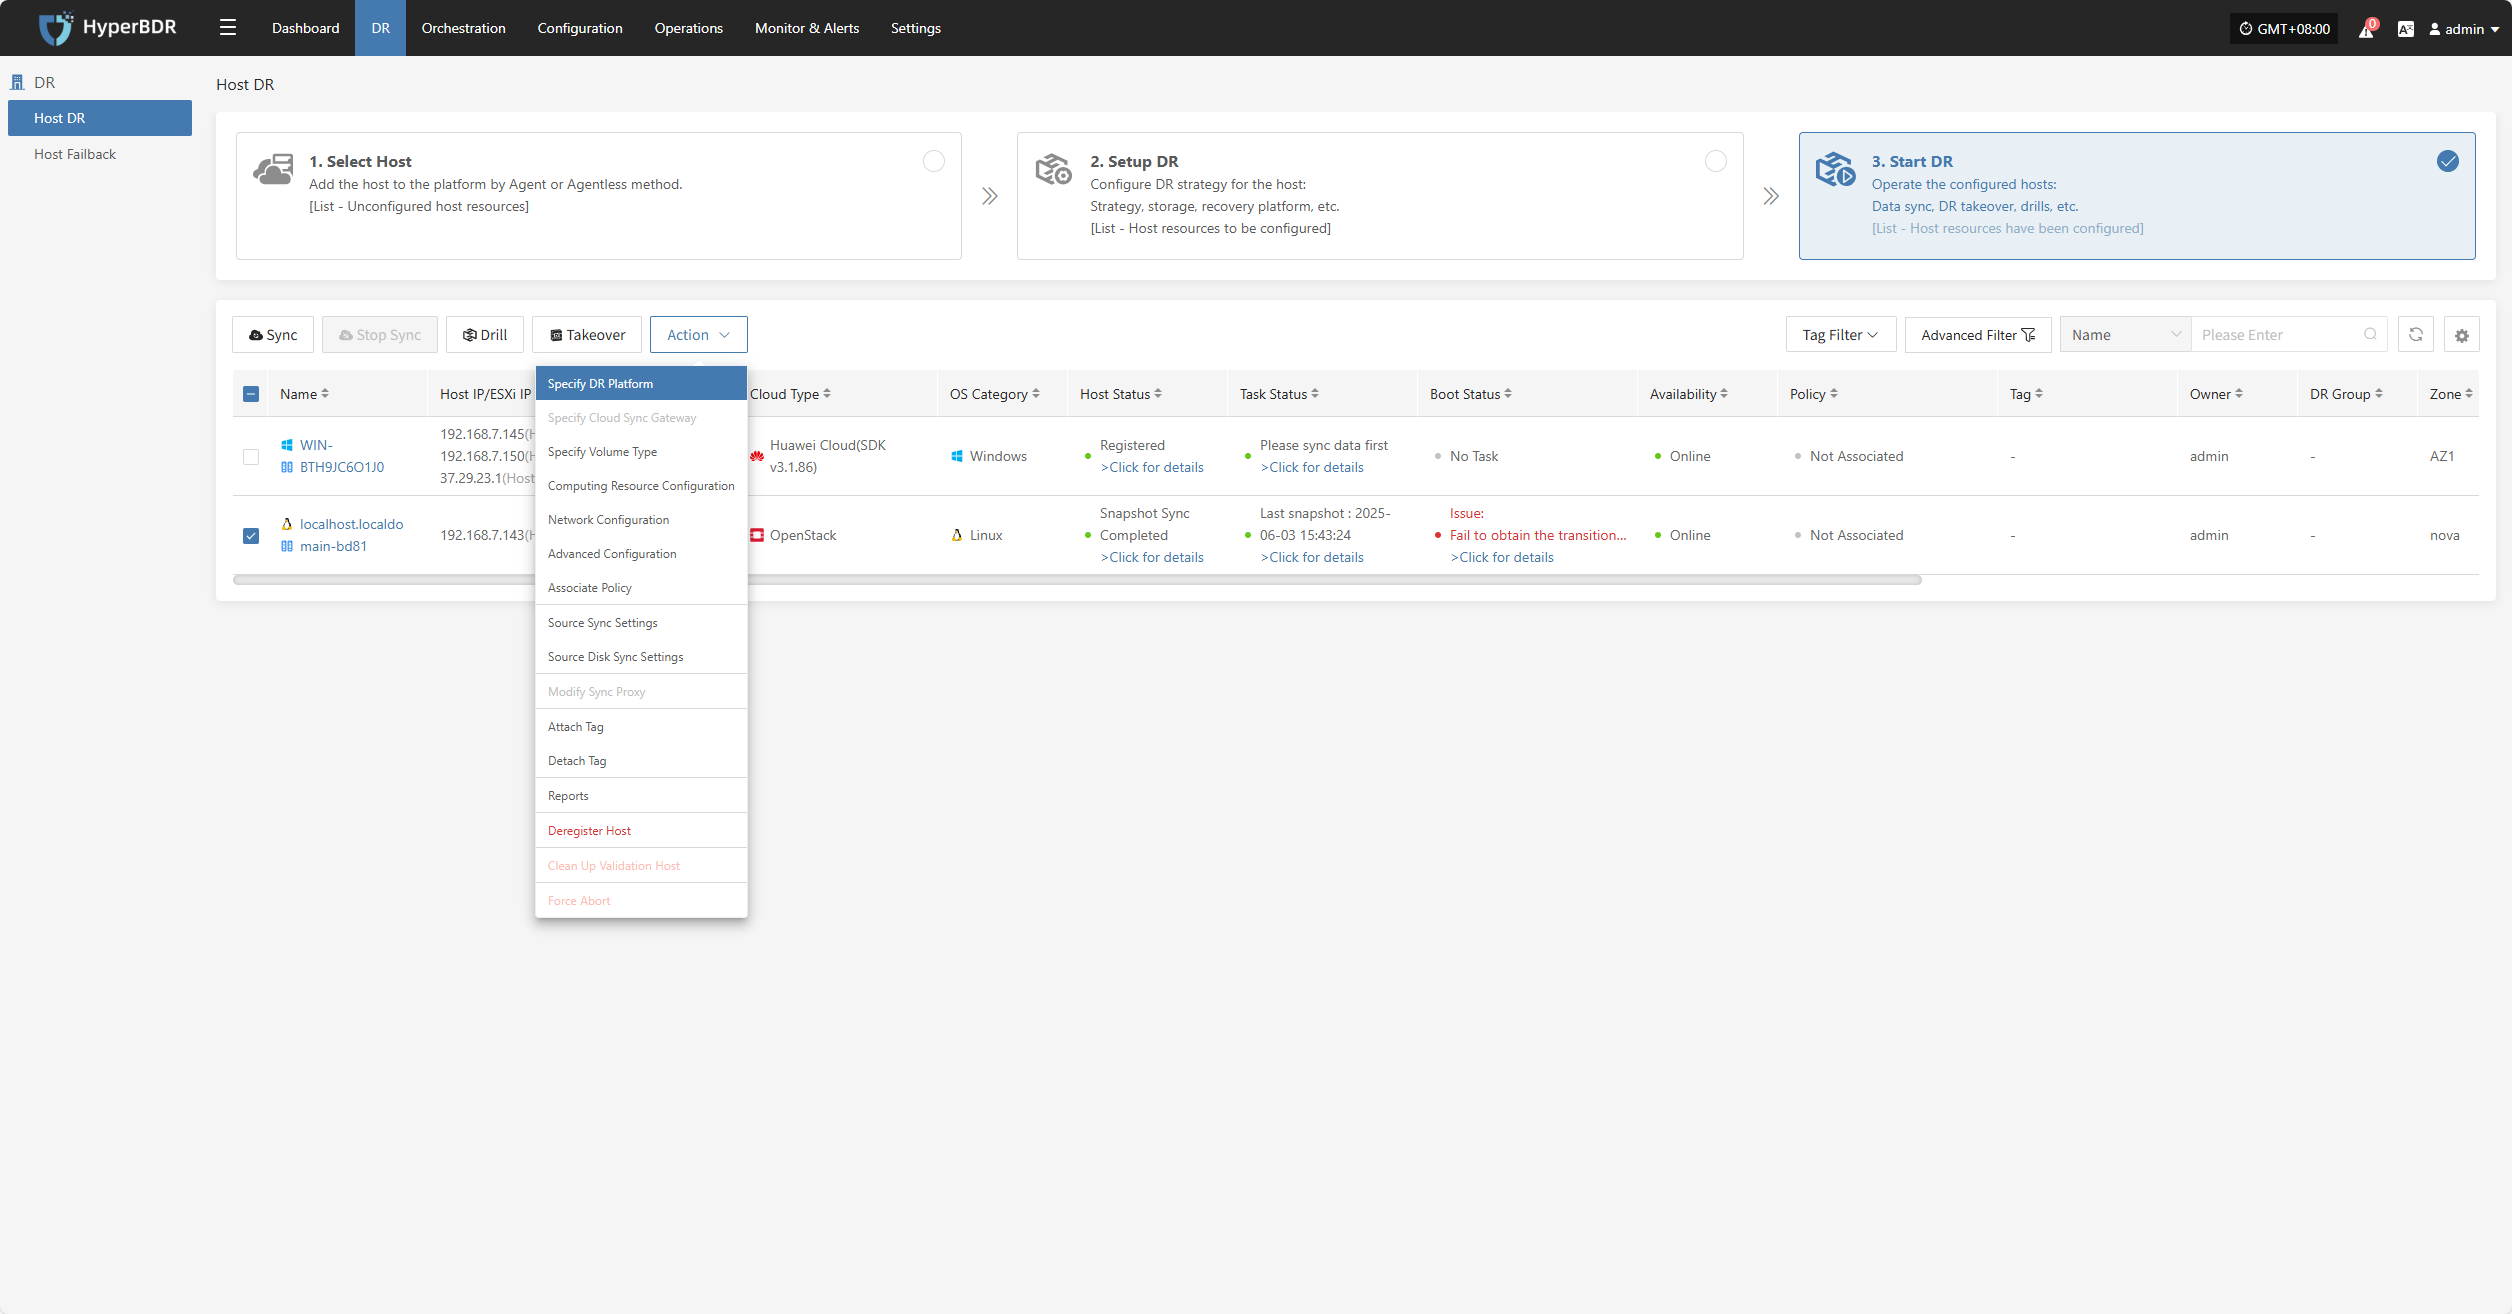 HyperBDR
Dashboard
DR
Orchestration
Configuration
Operations
Monitor & Alerts
Settings
GMT+08:00
0
admin
DR
Host DR
Host Failback
Host DR
1. Select Host
Add the host to the platform by Agent or Agentless method.
[List - Unconfigured host resources]
2. Setup DR
Configure DR strategy for the host:
Strategy, storage, recovery platform, etc.
[List - Host resources to be configured]
3. Start DR
Operate the configured hosts:
Data sync, DR takeover, drills, etc.
[List - Host resources have been configured]
Sync
Stop Sync
Drill
Takeover
Action
Tag Filter
Advanced Filter
Name
Please Enter
Name
Host IP/ESXi IP
Cloud Type
OS Category
Host Status
Task Status
Boot Status
Availability
Policy
Tag
Owner
DR Group
Zone
WIN-
BTH9JC6O1J0
192.168.7.145(
192.168.7.150(
37.29.23.1(Host
Huawei Cloud(SDK
v3.1.86)
Windows
Registered
>Click for details
Please sync data first
>Click for details
No Task
Online
Not Associated
-
admin
-
AZ1
localhost.localdo
main-bd81
192.168.7.143(
OpenStack
Linux
Snapshot Sync
Completed
>Click for details
Last snapshot : 2025-
06-03 15:43:24
>Click for details
Issue:
Fail to obtain the transition...
>Click for details
Online
Not Associated
-
admin
-
nova
Specify DR Platform
Specify Cloud Sync Gateway
Specify Volume Type
Computing Resource Configuration
Network Configuration
Advanced Configuration
Associate Policy
Source Sync Settings
Source Disk Sync Settings
Modify Sync Proxy
Attach Tag
Detach Tag
Reports
Deregister Host
Clean Up Validation Host
Force Abort